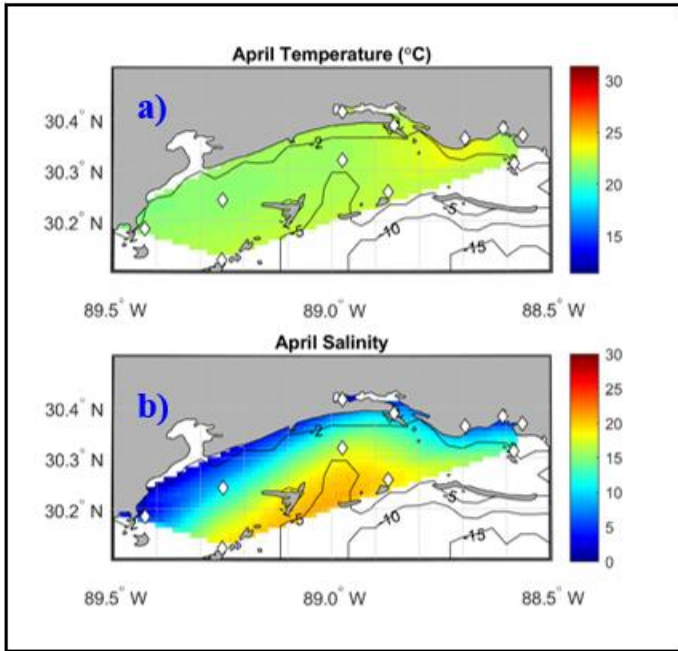 April Temperature (°C)
a)
30.4° N
30.3° N
30.2° N
-2
-5
-5
-10
-15
89.5° W
89.0° W
88.5° W
30
25
20
15
April Salinity
b)
30.4° N
30.3° N
30.2° N
-2
-5
-5
-10
-15
89.5° W
89.0° W
88.5° W
30
25
20
15
10
5
0